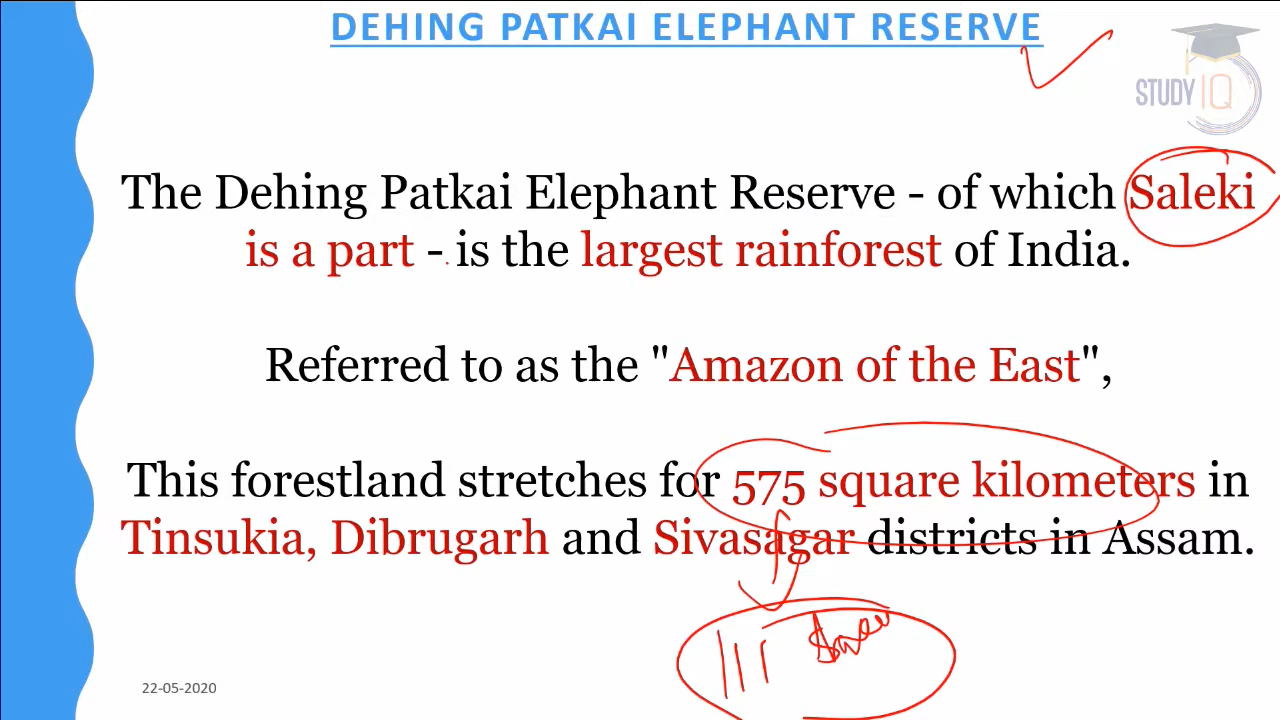 DEHING PATKAI ELEPHANT RESERVE
STUDY IQ
The Dehing Patkai Elephant Reserve - of which Saleki
is a part - is the largest rainforest of India.
Referred to as the "Amazon of the East",
This forestland stretches for 575 square kilometers in
Tinsukia, Dibrugarh and Sivasagar districts in Assam.
111
22-05-2020